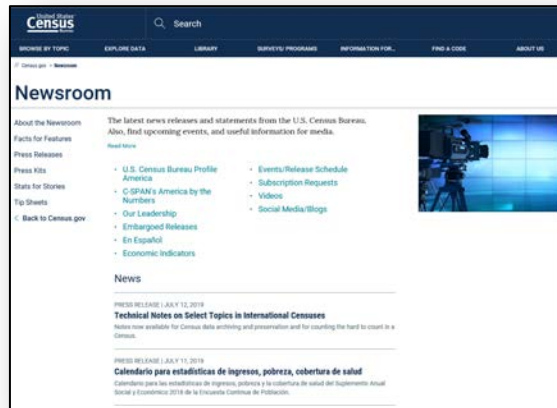 United States®
Census
Bureau
Search
BROWSE BY TOPIC
EXPLORE DATA
LIBRARY
SURVEYS/ PROGRAMS
INFORMATION FOR...
FIND A CODE
ABOUT US
// Census.gov > Newsroom
Newsroom
About the Newsroom
Facts for Features
Press Releases
Press Kits
Stats for Stories
Tip Sheets
< Back to Census.gov
The latest news releases and statements from the U.S. Census Bureau.
Also, find upcoming events, and useful information for media.
Read More
• U.S. Census Bureau Profile
America
• C-SPAN's America by the
Numbers
• Our Leadership
• Embargoed Releases
• En Español
• Economic Indicators
• Events/Release Schedule
• Subscription Requests
• Videos
• Social Media/Blogs
News
PRESS RELEASE | JULY 12, 2018
Technical Notes on Select Topics in International Censuses
Notes now available for Census data archiving and preservation and for counting the hard to count in a
Census.
PRESS RELEASE | JULY 11, 2018
Calendario para estadísticas de ingresos, pobreza, cobertura de salud
Calendario para las estadísticas de ingresos, pobreza y la cobertura de salud del Suplemento Anual
Social y Económico 2018 de la Encuesta Continua de Población.